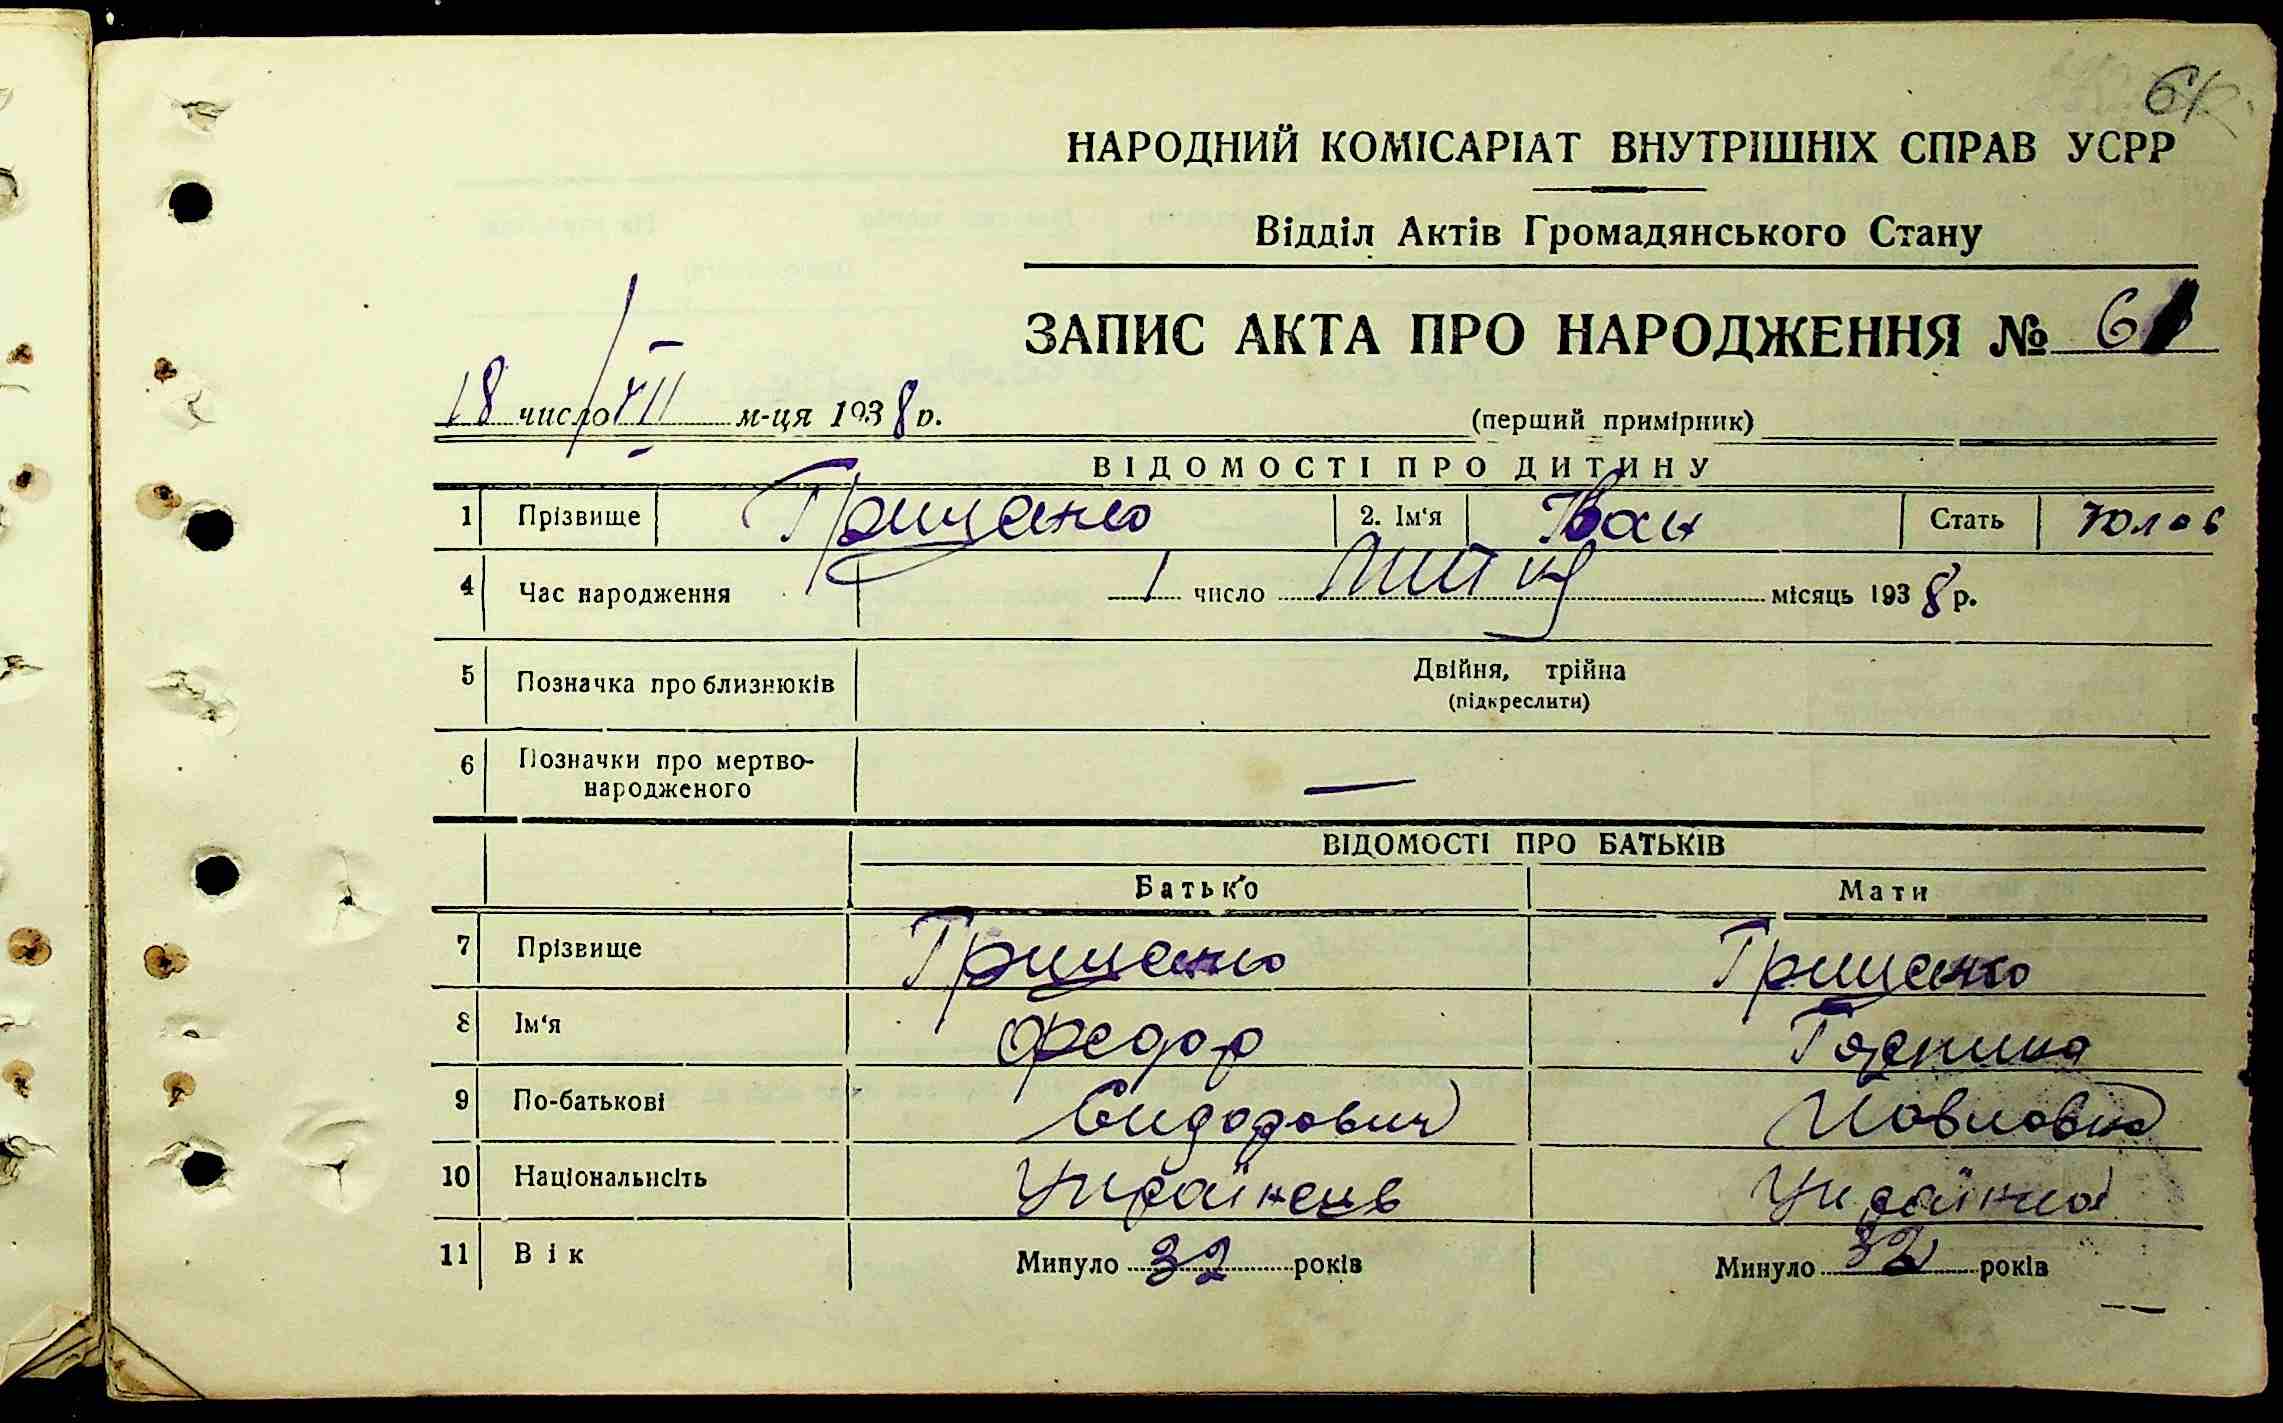 61
НАРОДНИЙ КОМІСАРІАТ ВНУТРІШНІХ СПРАВ УСРР
Відділ Актів Громадянського Стану
ЗАПИС АКТА ПРО НАРОДЖЕННЯ № 61
18 число VII м-ця 1938 р. (перший примірник)
ВІДОМОСТІ ПРО ДИТИНУ
1 Прізвище Грищенко 2. Ім‘я Іван Стать чолов
4 Час народження 1 число липня місяць 1938 р.
5 Позначка про близнюків Двійня, трійна
(підкреслити)
6 Позначки про мертво-
народженого —
ВІДОМОСТІ ПРО БАТЬКІВ
Батько Мати
7 Прізвище Грищенко Грищенко
8 Ім‘я Федор
9 По-батькові Сидорович Павловна
10 Національнсіть Українець Українка
11 Вік Минуло 32 років Минуло 32 років